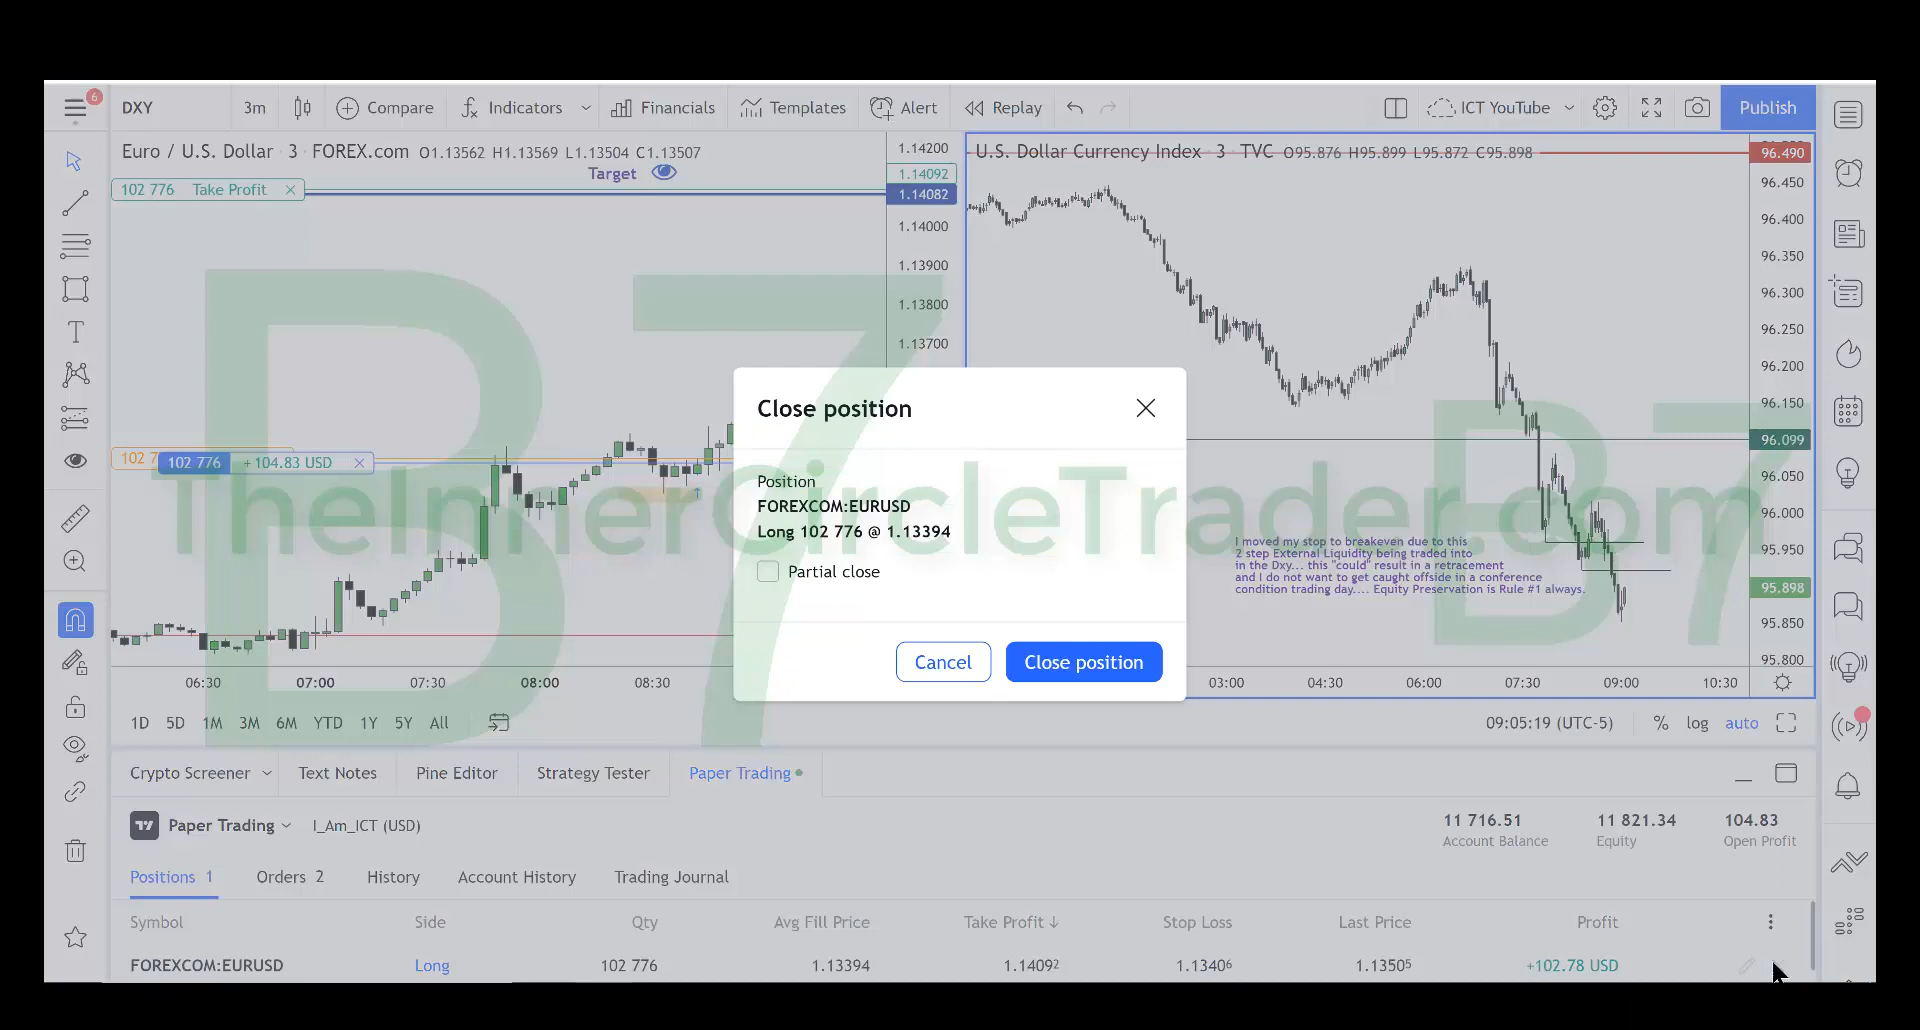 6
DXY
3m
Compare
Indicators
Financials
Templates
Alert
Replay
ICT YouTube
Publish
Euro / U.S. Dollar · 3 · FOREX.com O1.13562 H1.13569 L1.13504 C1.13507
Target
102 776 Take Profit
1.14200
1.14092
1.14082
1.14000
1.13900
1.13800
1.13700
U.S. Dollar Currency Index · 3 · TVC O95.876 H95.899 L95.872 C95.898
96.490
96.450
96.400
96.350
96.300
96.250
96.200
96.150
96.099
96.050
96.000
95.950
95.898
95.850
95.800
B7
B7
TheInnerCircleTrader.com
102 7
102 776 +104.83 USD
Close position
Position
FOREXCOM:EURUSD
Long 102 776 @ 1.13394
Partial close
Cancel
Close position
I moved my stop to breakeven due to this
2 step External Liquidity being traded into
in the Dxy... this "could" result in a retracement
and I do not want to get caught offside in a conference
condition trading day.... Equity Preservation is Rule #1 always.
06:30 07:00 07:30 08:00 08:30
03:00 04:30 06:00 07:30 09:00 10:30
1D 5D 1M 3M 6M YTD 1Y 5Y All
09:05:19 (UTC-5) % log auto
Crypto Screener Text Notes Pine Editor Strategy Tester Paper Trading
Paper Trading I_Am_ICT (USD)
11 716.51 11 821.34 104.83
Account Balance Equity Open Profit
Positions 1 Orders 2 History Account History Trading Journal
Symbol Side Qty Avg Fill Price Take Profit ↓ Stop Loss Last Price Profit
FOREXCOM:EURUSD Long 102 776 1.13394 1.1409² 1.1340⁶ 1.1350⁵ +102.78 USD